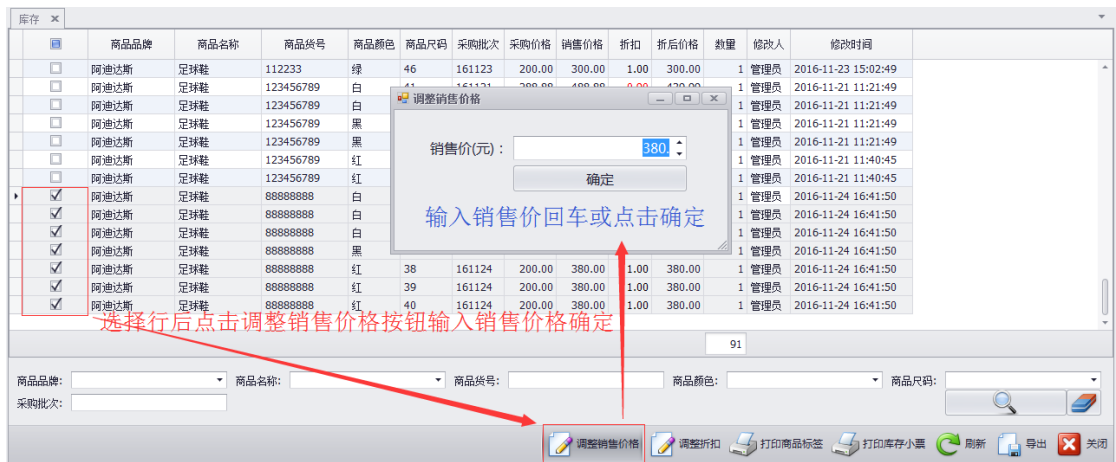 库存
商品品牌 商品名称 商品货号 商品颜色 商品尺码 采购批次 采购价格 销售价格 折扣 折后价格 数量 修改人 修改时间
阿迪达斯 足球鞋 112233 绿 46 161123 200.00 300.00 1.00 300.00 1 管理员 2016-11-23 15:02:49
阿迪达斯 足球鞋 123456789 白 1 管理员 2016-11-21 11:21:49
阿迪达斯 足球鞋 123456789 白 1 管理员 2016-11-21 11:21:49
阿迪达斯 足球鞋 123456789 黑 1 管理员 2016-11-21 11:21:49
阿迪达斯 足球鞋 123456789 黑 1 管理员 2016-11-21 11:21:49
阿迪达斯 足球鞋 123456789 红 1 管理员 2016-11-21 11:40:45
阿迪达斯 足球鞋 123456789 红 1 管理员 2016-11-21 11:40:45
阿迪达斯 足球鞋 88888888 白 1 管理员 2016-11-24 16:41:50
阿迪达斯 足球鞋 88888888 白 1 管理员 2016-11-24 16:41:50
阿迪达斯 足球鞋 88888888 白 1 管理员 2016-11-24 16:41:50
阿迪达斯 足球鞋 88888888 黑 1 管理员 2016-11-24 16:41:50
阿迪达斯 足球鞋 88888888 红 38 161124 200.00 380.00 1.00 380.00 1 管理员 2016-11-24 16:41:50
阿迪达斯 足球鞋 88888888 红 39 161124 200.00 380.00 1.00 380.00 1 管理员 2016-11-24 16:41:50
阿迪达斯 足球鞋 88888888 红 40 161124 200.00 380.00 1.00 380.00 1 管理员 2016-11-24 16:41:50
调整销售价格
销售价(元)： 380.
确定
输入销售价回车或点击确定
选择行后点击调整销售价格按钮输入销售价格确定
91
商品品牌: 商品名称: 商品货号: 商品颜色: 商品尺码:
采购批次:
调整销售价格 调整折扣 打印商品标签 打印库存小票 刷新 导出 关闭